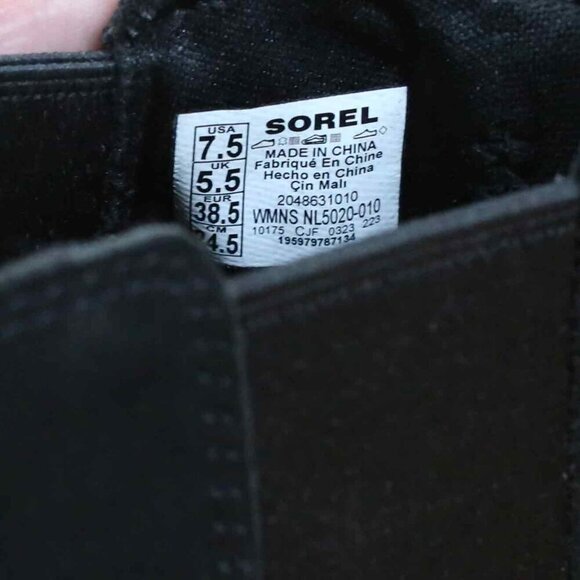 USA
7.5
UK
5.5
EUR
38.5
CM
24.5
SOREL
MADE IN CHINA
Fabriqué En Chine
Hecho en China
Çin Malı
2048631010
WMNS NL5020-010
10175 CJF 0323 223
195979787134